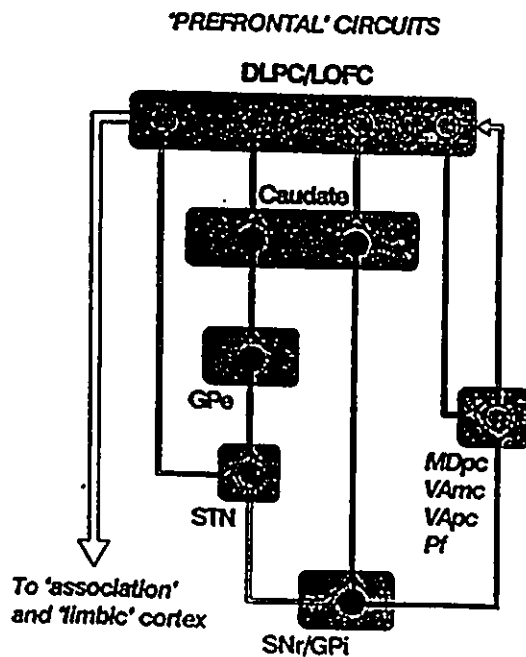 'PREFRONTAL' CIRCUITS
DLPC/LOFC
Caudate
GPe
STN
MDpc
VAmc
VApc
Pf
To 'association'
and 'limbic' cortex
SNr/GPi